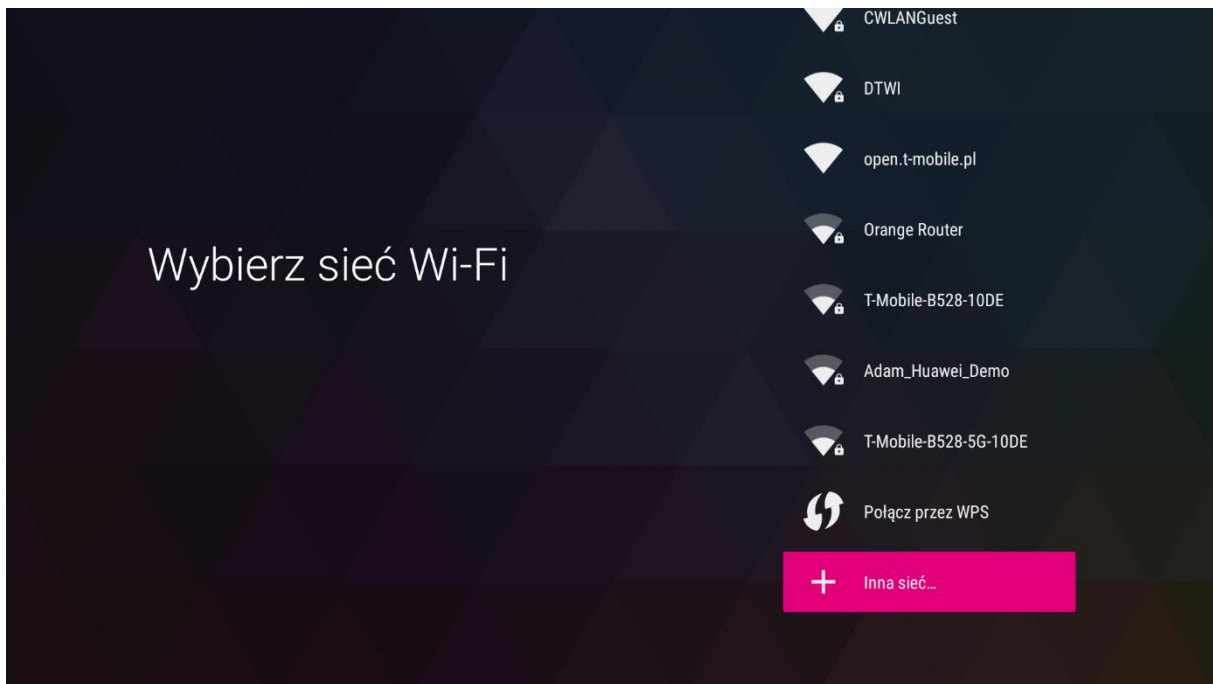 CWLANGuest
DTWI
open.t-mobile.pl
Orange Router
Wybierz sieć Wi-Fi
T-Mobile-B528-10DE
Adam_Huawei_Demo
T-Mobile-B528-5G-10DE
Połącz przez WPS
Inna sieć...